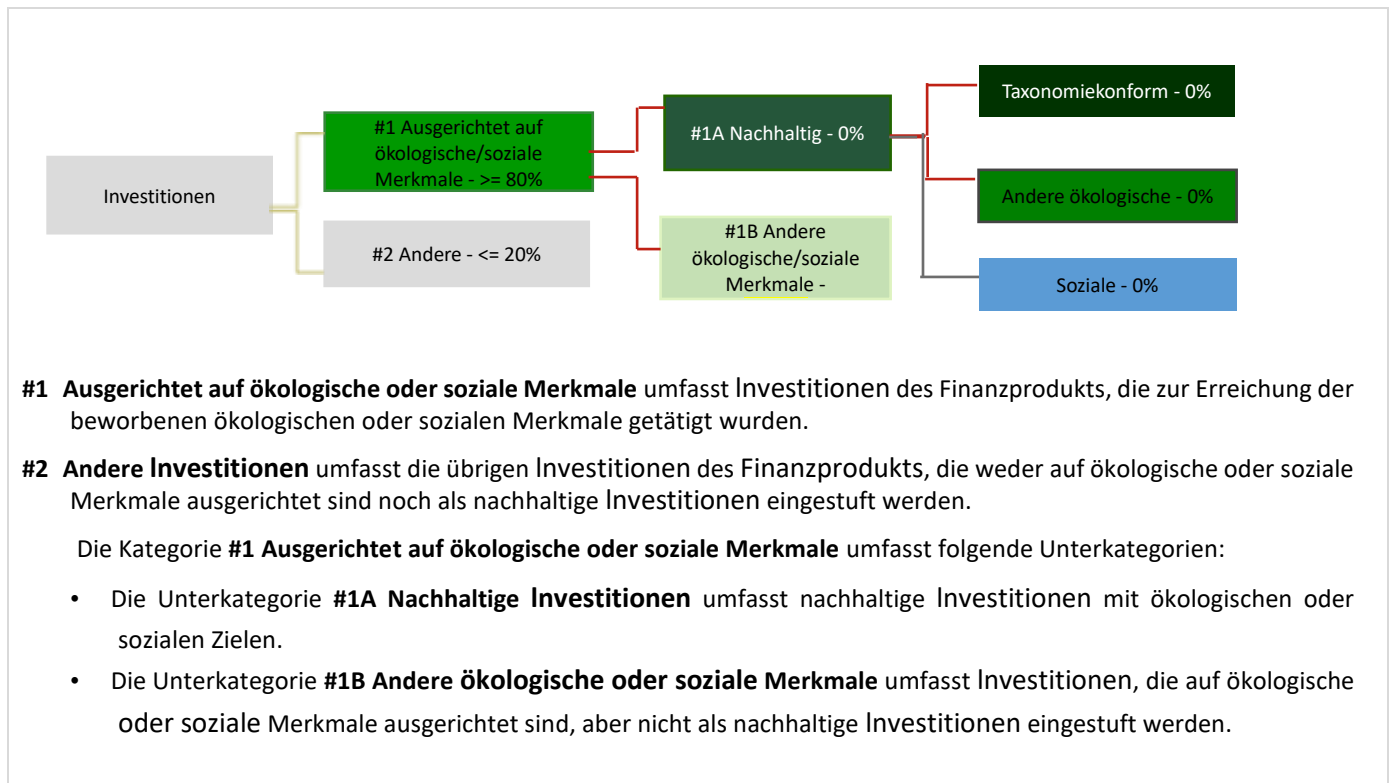 Investitionen
#1 Ausgerichtet auf
ökologische/soziale
Merkmale - >= 80%
#2 Andere - <= 20%
#1A Nachhaltig - 0%
#1B Andere
ökologische/soziale
Merkmale -
Taxonomiekonform - 0%
Andere ökologische - 0%
Soziale - 0%
#1 Ausgerichtet auf ökologische oder soziale Merkmale umfasst Investitionen des Finanzprodukts, die zur Erreichung der
beworbenen ökologischen oder sozialen Merkmale getätigt wurden.
#2 Andere Investitionen umfasst die übrigen Investitionen des Finanzprodukts, die weder auf ökologische oder soziale
Merkmale ausgerichtet sind noch als nachhaltige Investitionen eingestuft werden.
Die Kategorie #1 Ausgerichtet auf ökologische oder soziale Merkmale umfasst folgende Unterkategorien:
• Die Unterkategorie #1A Nachhaltige Investitionen umfasst nachhaltige Investitionen mit ökologischen oder
sozialen Zielen.
• Die Unterkategorie #1B Andere ökologische oder soziale Merkmale umfasst Investitionen, die auf ökologische
oder soziale Merkmale ausgerichtet sind, aber nicht als nachhaltige Investitionen eingestuft werden.